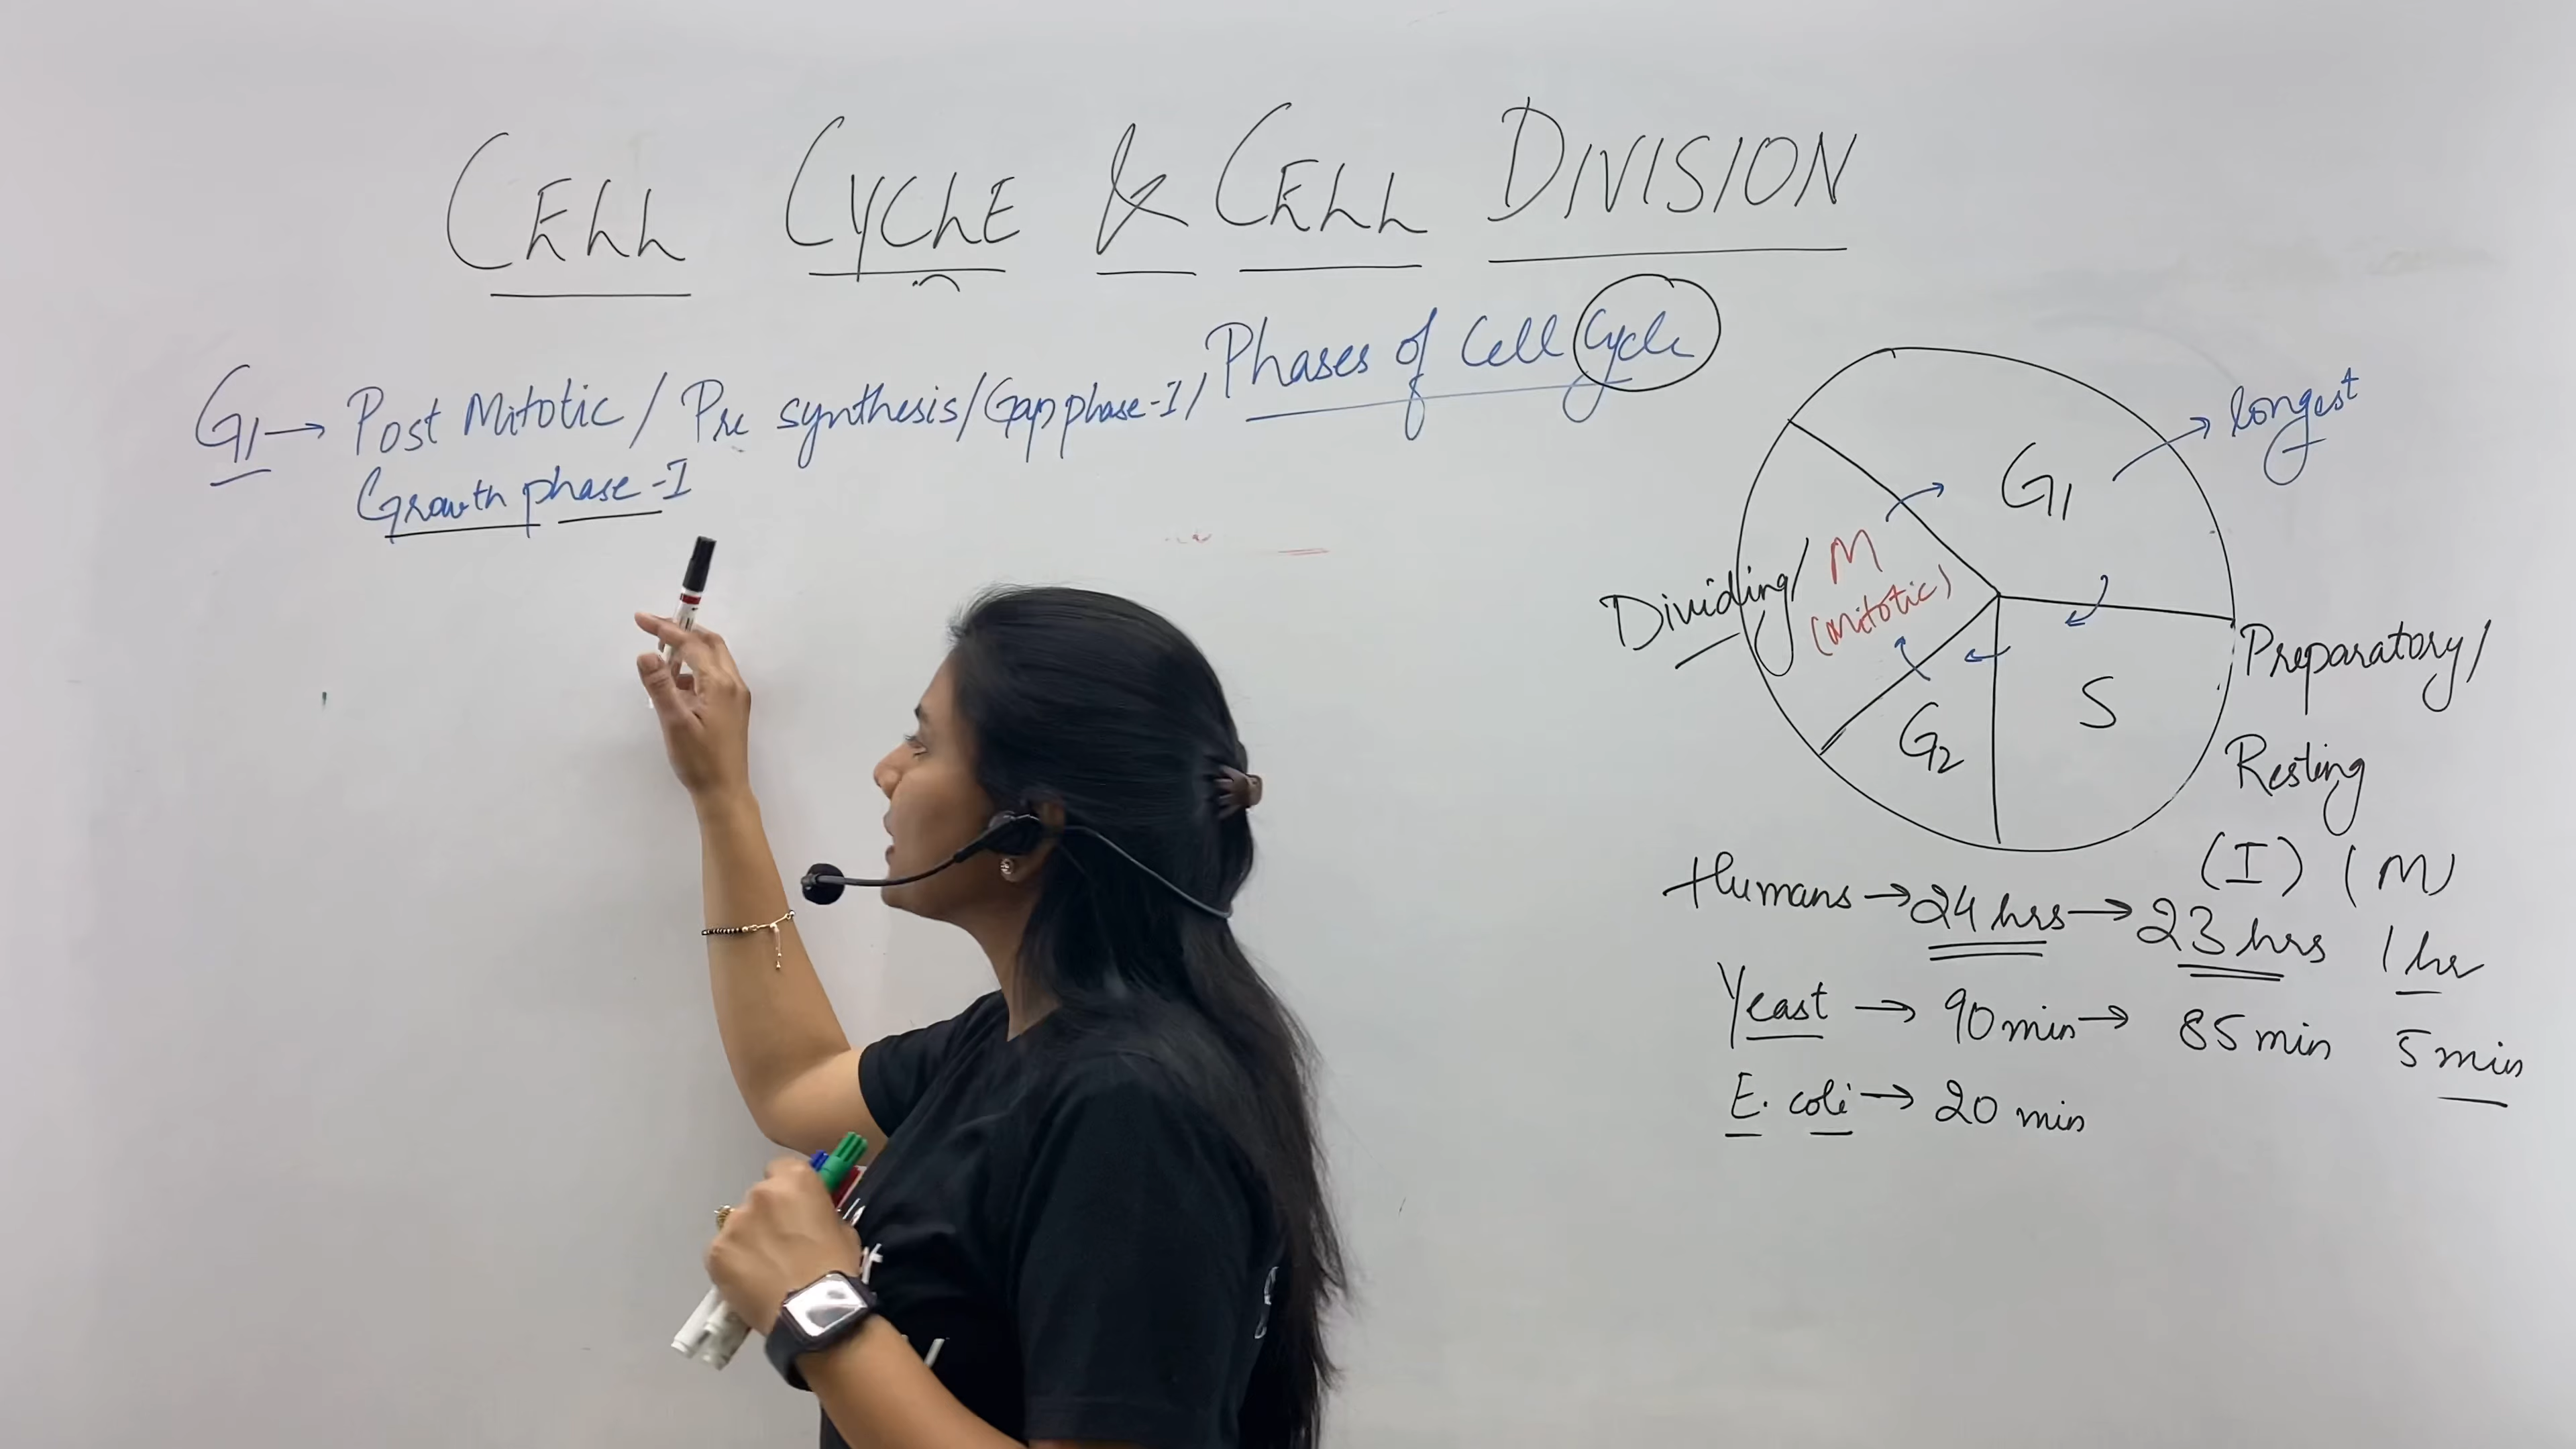 CELL CYCLE & CELL DIVISION
Phases of Cell Cycle
G1 → Post Mitotic / Pre synthesis / Gap phase-I /
Growth phase-I
G1 → longest
Dividing/
M
(mitotic)
G2
S
Preparatory/
Resting
(I) (M)
Humans → 24 hrs → 23 hrs 1 hr
Yeast → 90 min → 85 min 5 min
E. coli → 20 min